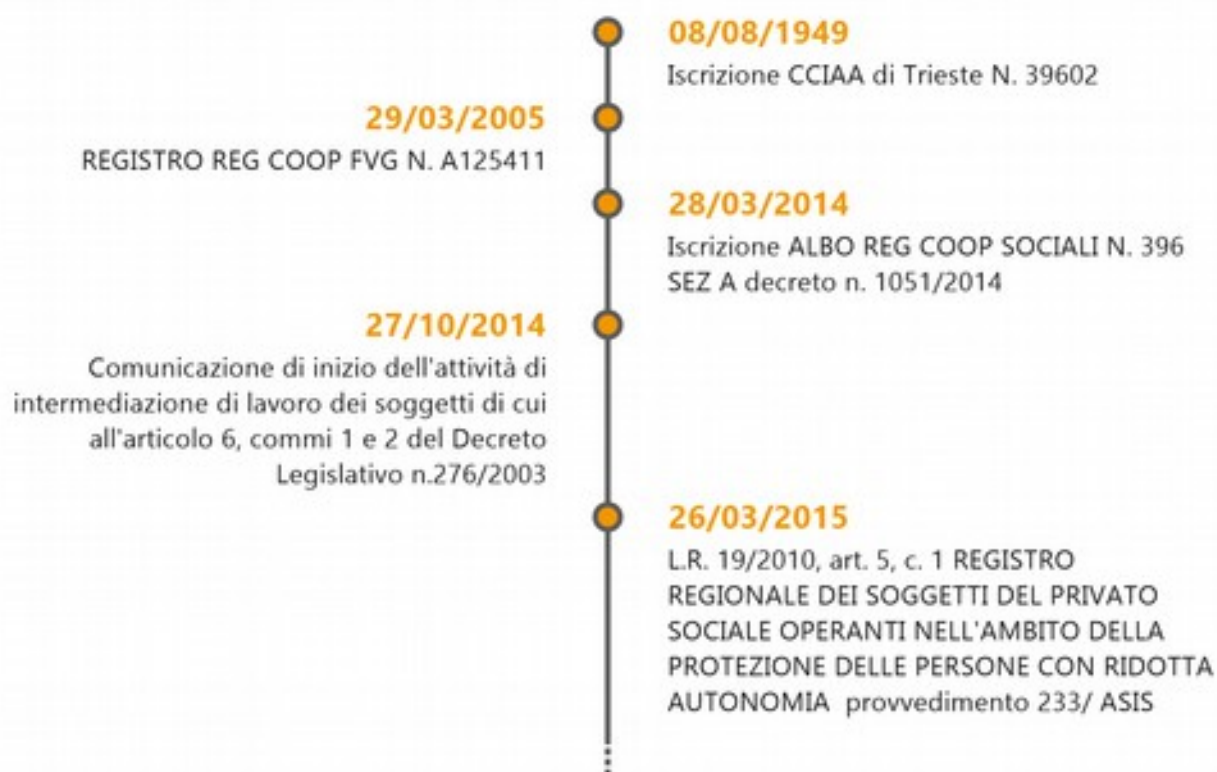 08/08/1949
Iscrizione CCIAA di Trieste N. 39602
29/03/2005
REGISTRO REG COOP FVG N. A125411
28/03/2014
Iscrizione ALBO REG COOP SOCIALI N. 396
SEZ A decreto n. 1051/2014
27/10/2014
Comunicazione di inizio dell'attività di
intermediazione di lavoro dei soggetti di cui
all'articolo 6, commi 1 e 2 del Decreto
Legislativo n.276/2003
26/03/2015
L.R. 19/2010, art. 5, c. 1 REGISTRO
REGIONALE DEI SOGGETTI DEL PRIVATO
SOCIALE OPERANTI NELL'AMBITO DELLA
PROTEZIONE DELLE PERSONE CON RIDOTTA
AUTONOMIA  provvedimento 233/ ASIS